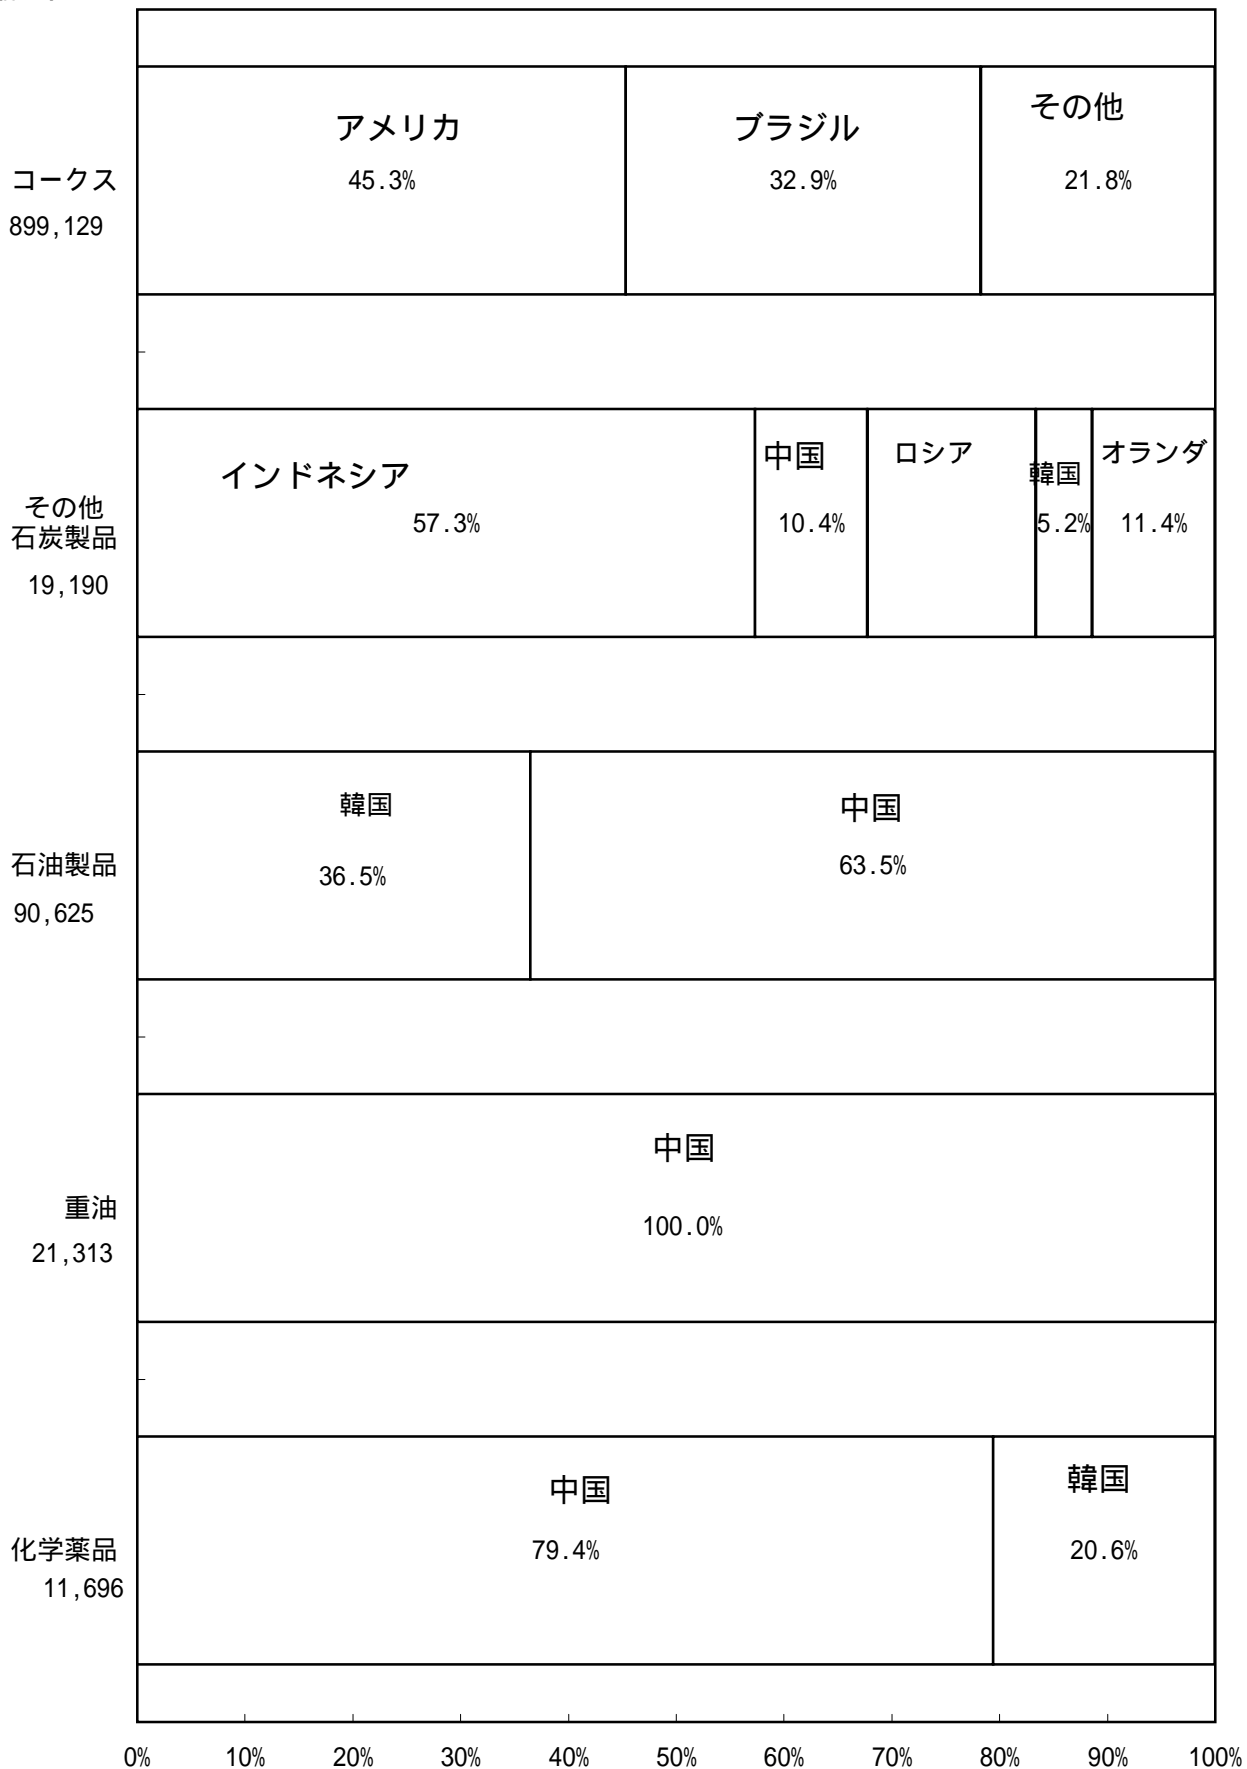 アメリカ
ブラジル
その他
コークス
45.3%
32.9%
21.8%
899,129
インドネシア
中国
ロシア
韓国
オランダ
その他
石炭製品
57.3%
10.4%
5.2%
11.4%
19,190
韓国
中国
石油製品
36.5%
63.5%
90,625
中国
重油
100.0%
21,313
中国
韓国
化学薬品
79.4%
20.6%
11,696
0% 10% 20% 30% 40% 50% 60% 70% 80% 90% 100%